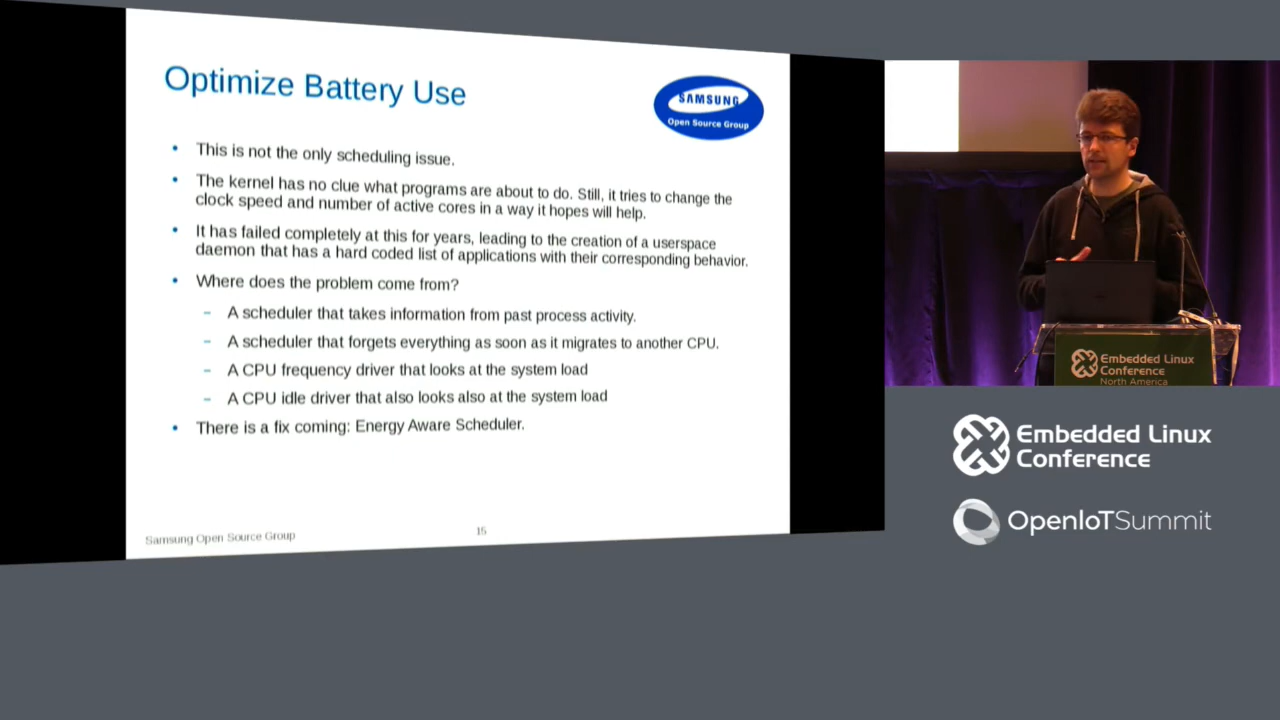 Optimize Battery Use
SAMSUNG
Open Source Group
• This is not the only scheduling issue.
• The kernel has no clue what programs are about to do. Still, it tries to change the
clock speed and number of active cores in a way it hopes will help.
• It has failed completely at this for years, leading to the creation of a userspace
daemon that has a hard coded list of applications with their corresponding behavior.
• Where does the problem come from?
– A scheduler that takes information from past process activity.
– A scheduler that forgets everything as soon as it migrates to another CPU.
– A CPU frequency driver that looks at the system load
– A CPU idle driver that also looks also at the system load
• There is a fix coming: Energy Aware Scheduler.
Samsung Open Source Group
15
Embedded Linux
Conference
North America
Embedded Linux
Conference
OpenIoTSummit